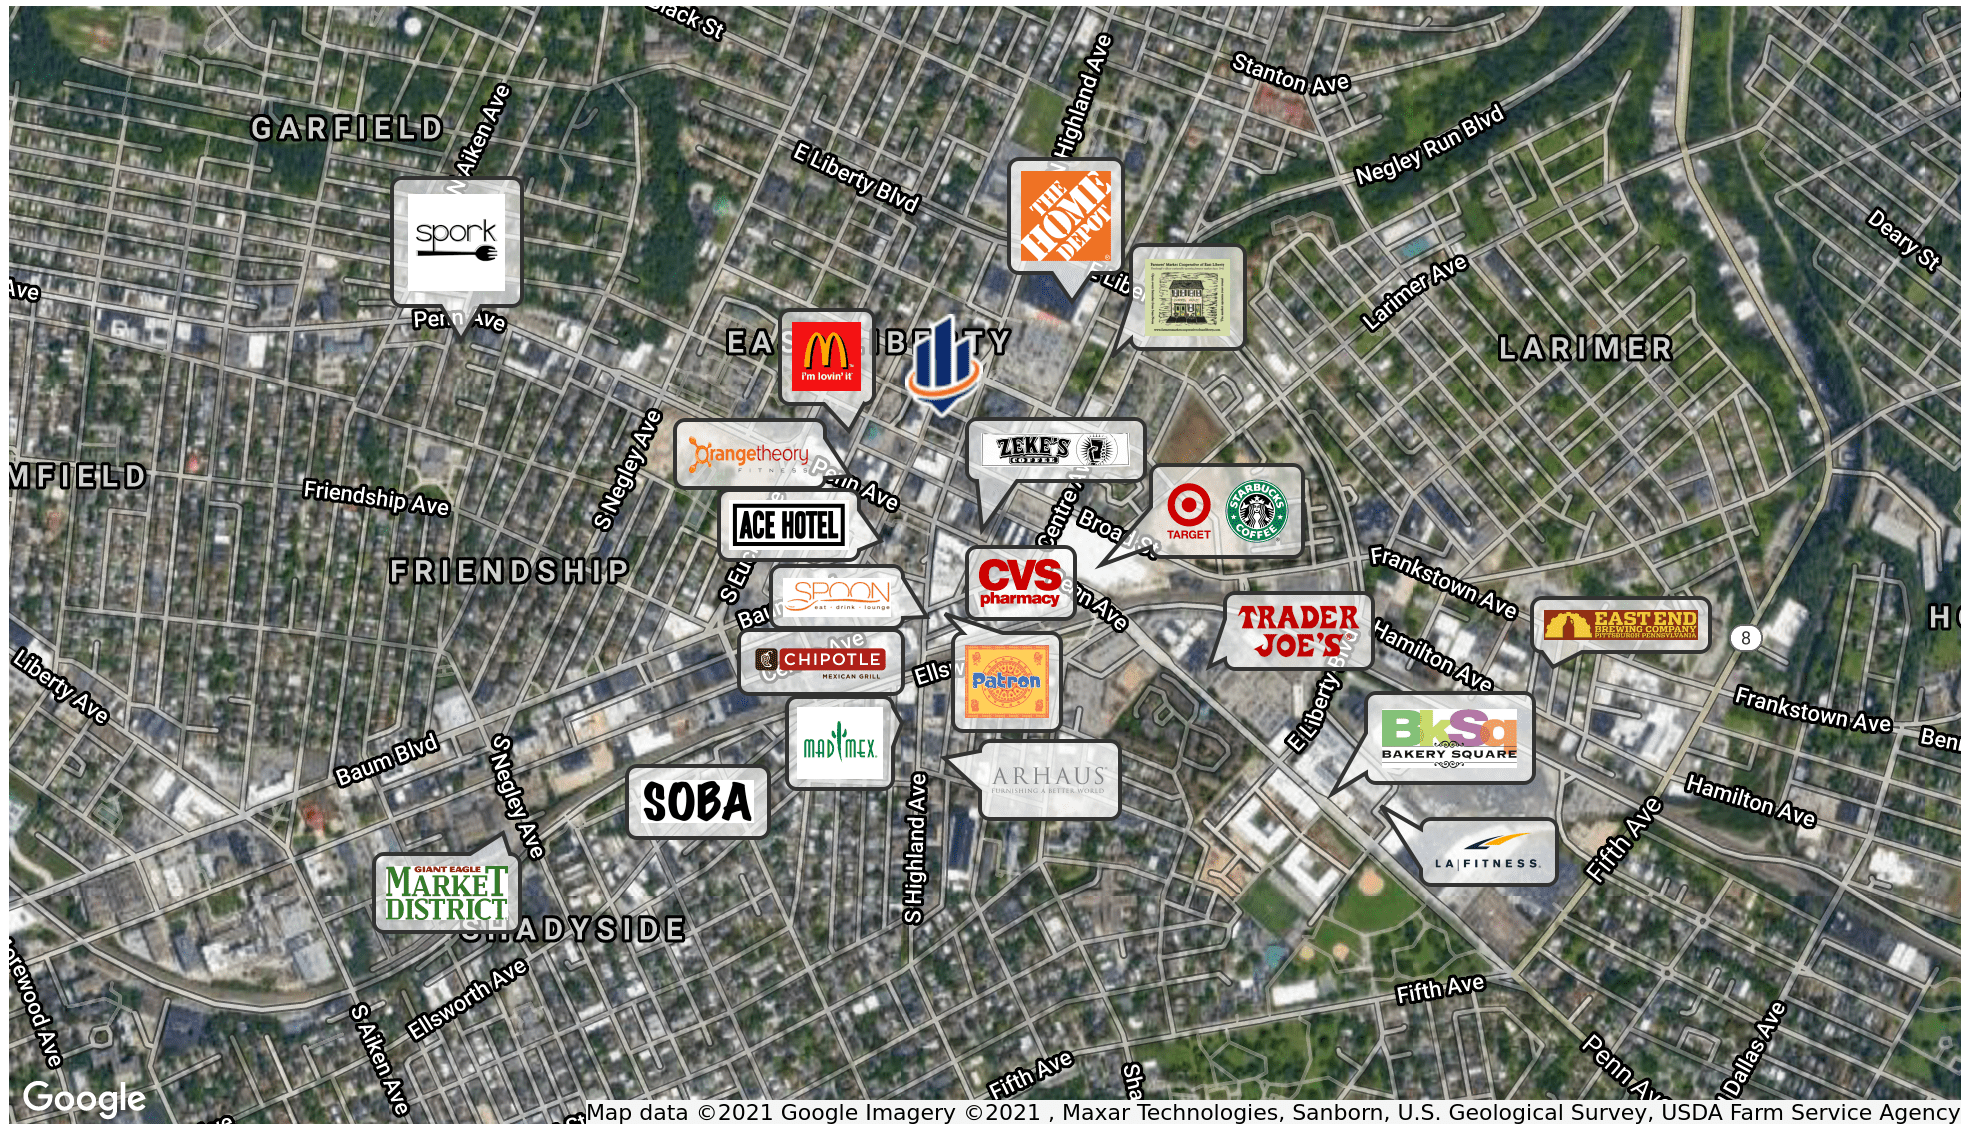 Black St
Stanton Ave
N Highland Ave
GARFIELD
N Aiken Ave
E Liberty Blvd
Negley Run Blvd
THE
HOME
DEPOT
spork
Deary St
Larimer Ave
Ave
Penn Ave
EAST LIBERTY
LARIMER
i'm lovin' it
S Negley Ave
Orangetheory
FITNESS
ZEKE'S
COFFEE
Penn Ave
MFIELD
Friendship Ave
Centre
Broad St
TARGET
STARBUCKS
COFFEE
ACE HOTEL
FRIENDSHIP
SPOON
eat - drink - lounge
CVS
pharmacy
Penn Ave
Frankstown Ave
TRADER
JOE'S
EAST END
BREWING COMPANY
PITTSBURGH PENNSYLVANIA
8
Hamilton Ave
E Liberty Blvd
CHIPOTLE
MEXICAN GRILL
Patron
Liberty Ave
Frankstown Ave
BkSq
BAKERY SQUARE
MAD MEX
Baum Blvd
S Negley Ave
SOBA
ARHAUS
FURNISHING A BETTER WORLD
S Highland Ave
Hamilton Ave
Fifth Ave
LA FITNESS
GIANT EAGLE
MARKET
DISTRICT
SHADYSIDE
Ellsworth Ave
S Aiken Ave
Fifth Ave
Fifth Ave
Penn Ave
Dallas Ave
Google
Map data ©2021 Google Imagery ©2021 , Maxar Technologies, Sanborn, U.S. Geological Survey, USDA Farm Service Agency